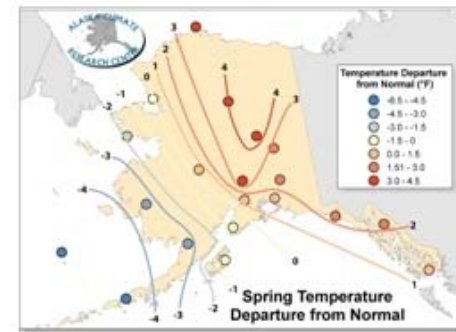 ALASKA CLIMATE
RESEARCH CENTER
3
2
1
0
-1
-2
4
4
3
-3
-4
Temperature Departure
from Normal (°F)
-6.5 - -4.5
-4.5 - -3.0
-3.0 - -1.5
-1.5 - 0
0.0 - 1.5
1.51 - 3.0
3.0 - 4.5
2
0
1
-1
-2
-3
-4
Spring Temperature
Departure from Normal